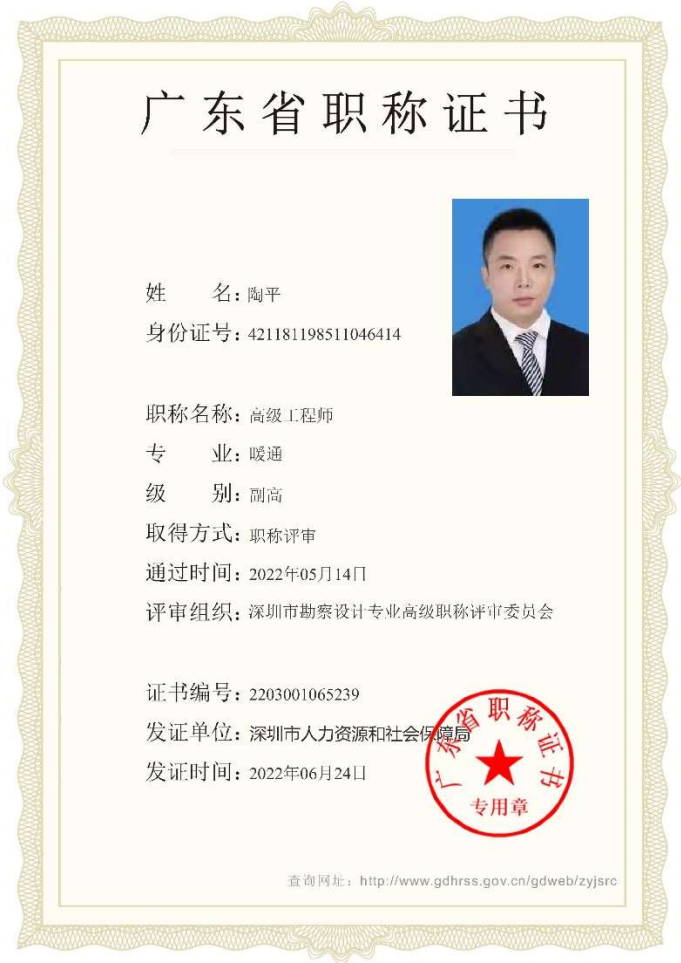 广东省职称证书
姓 名：陶平
身份证号：421181198511046414
职称名称：高级工程师
专 业：暖通
级 别：副高
取得方式：职称评审
通过时间：2022年05月14日
评审组织：深圳市勘察设计专业高级职称评审委员会
证书编号：2203001065239
发证单位：深圳市人力资源和社会保障局
发证时间：2022年06月24日
广东省职称证书
专用章
查询网址：http://www.gdhrss.gov.cn/gdweb/zyjsrc